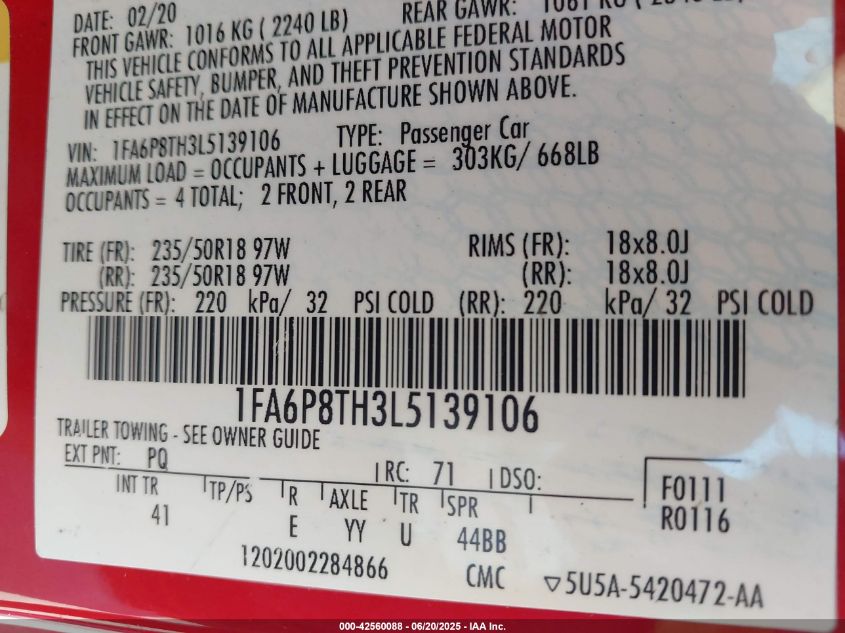 DATE: 02/20
FRONT GAWR: 1016 KG ( 2240 LB) REAR GAWR:
THIS VEHICLE CONFORMS TO ALL APPLICABLE FEDERAL MOTOR
VEHICLE SAFETY, BUMPER, AND THEFT PREVENTION STANDARDS
IN EFFECT ON THE DATE OF MANUFACTURE SHOWN ABOVE.
VIN: 1FA6P8TH3L5139106 TYPE: Passenger Car
MAXIMUM LOAD = OCCUPANTS + LUGGAGE = 303KG/ 668LB
OCCUPANTS = 4 TOTAL; 2 FRONT, 2 REAR
TIRE (FR): 235/50R18 97W RIMS (FR): 18x8.0J
(RR): 235/50R18 97W (RR): 18x8.0J
PRESSURE (FR): 220 kPa/ 32 PSI COLD (RR): 220 kPa/ 32 PSI COLD
1FA6P8TH3L5139106
TRAILER TOWING - SEE OWNER GUIDE
EXT PNT: PQ RC: 71 DSO:
INT TR TP/PS R AXLE TR SPR F0111
41 E YY U 44BB R0116
1202002284866 CMC 5U5A-5420472-AA
000-42560088 - 06/20/2025 - IAA Inc.